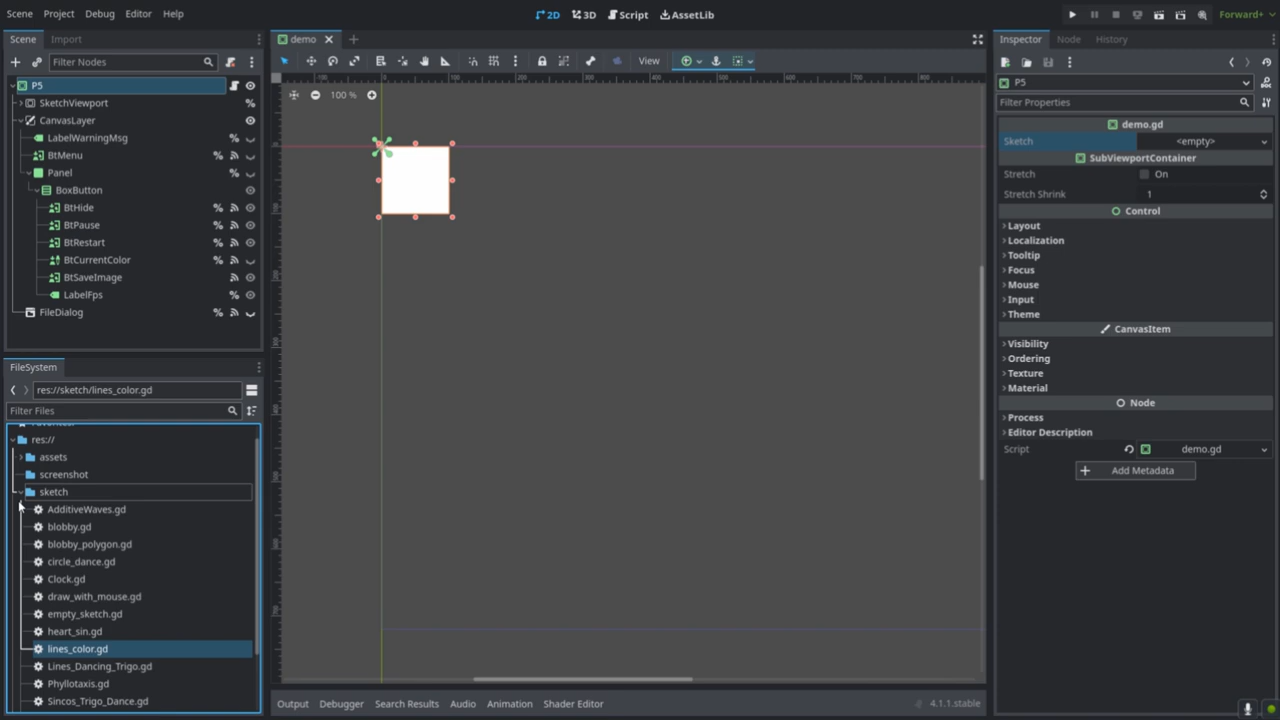 Scene Project Debug Editor Help
2D 3D Script AssetLib
Forward+
Scene Import
Filter Nodes
P5
SketchViewport
CanvasLayer
LabelWarningMsg
BtMenu
Panel
BoxButton
BtHide
BtPause
BtRestart
BtCurrentColor
BtSaveImage
LabelFps
FileDialog
FileSystem
res://sketch/lines_color.gd
Filter Files
res://
assets
screenshot
sketch
AdditiveWaves.gd
blobby.gd
blobby_polygon.gd
circle_dance.gd
Clock.gd
draw_with_mouse.gd
empty_sketch.gd
heart_sin.gd
lines_color.gd
Lines_Dancing_Trigo.gd
Phyllotaxis.gd
Sincos_Trigo_Dance.gd
demo
View
100 %
Output Debugger Search Results Audio Animation Shader Editor 4.1.1.stable
Inspector Node History
P5
Filter Properties
demo.gd
Sketch <empty>
SubViewportContainer
Stretch On
Stretch Shrink 1
Control
Layout
Localization
Tooltip
Focus
Mouse
Input
Theme
CanvasItem
Visibility
Ordering
Texture
Material
Node
Process
Editor Description
Script demo.gd
Add Metadata